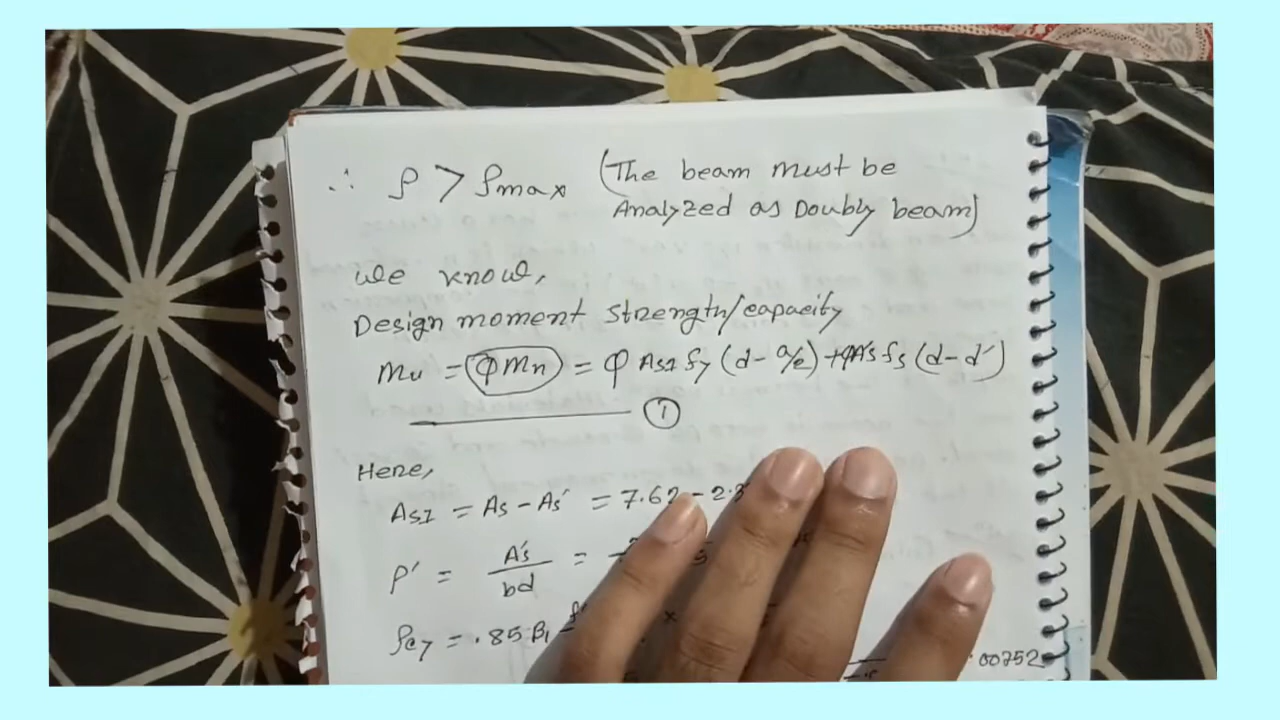 ∴ ρ > ρmax (The beam must be
Analyzed as Doubly beam)
We know,
Design moment strength/capacity
Mu = φMn = φ As1 fy (d - a/2) + φA's fs (d - d')
①
Here,
As1 = As - As' = 7.62 - 2.3
ρ' = A's / bd =
ρcy = .85 β1
.00752